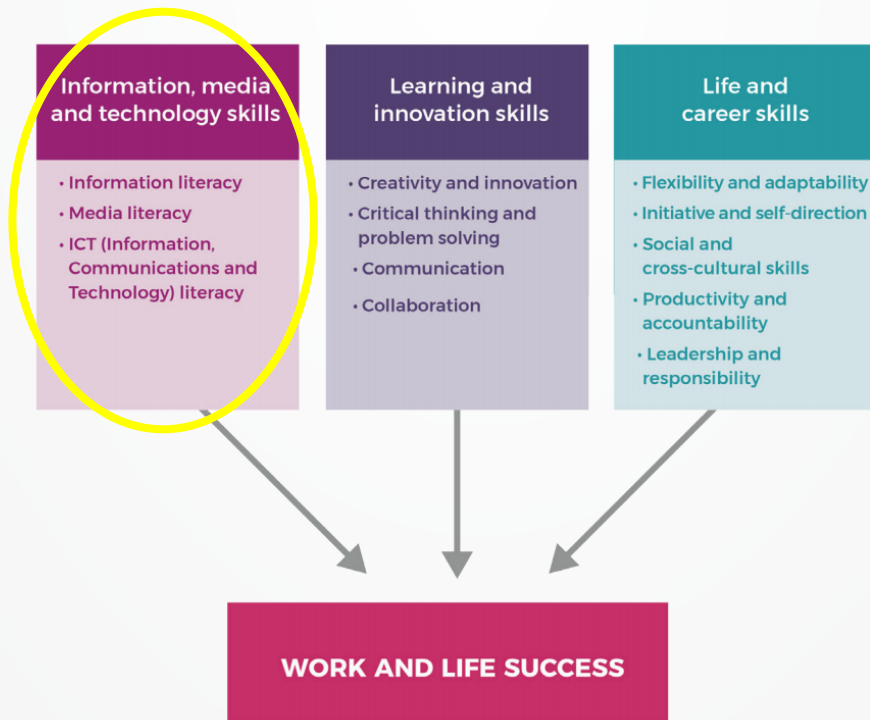 Information, media
and technology skills
• Information literacy
• Media literacy
• ICT (Information,
Communications and
Technology) literacy
Learning and
innovation skills
• Creativity and innovation
• Critical thinking and
problem solving
• Communication
• Collaboration
Life and
career skills
• Flexibility and adaptability
• Initiative and self-direction
• Social and
cross-cultural skills
• Productivity and
accountability
• Leadership and
responsibility
WORK AND LIFE SUCCESS